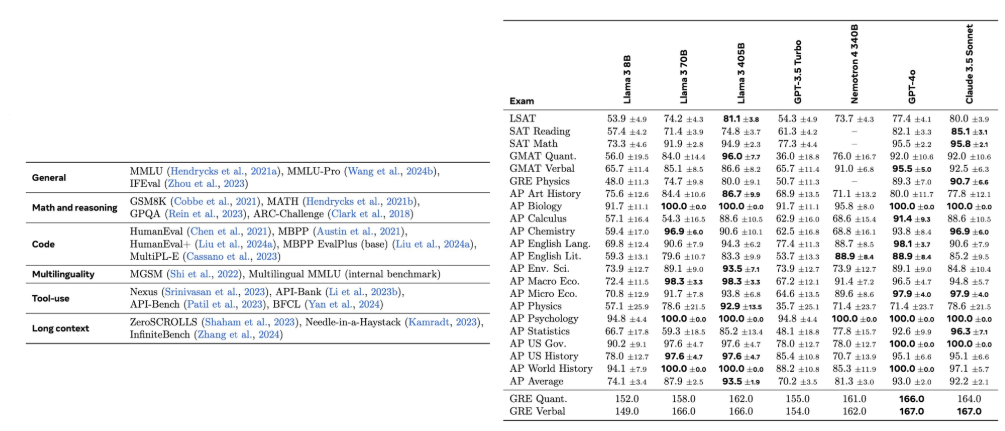 General MMLU (Hendrycks et al., 2021a), MMLU-Pro (Wang et al., 2024b),
IFEval (Zhou et al., 2023)
Math and reasoning GSM8K (Cobbe et al., 2021), MATH (Hendrycks et al., 2021b),
GPQA (Rein et al., 2023), ARC-Challenge (Clark et al., 2018)
Code HumanEval (Chen et al., 2021), MBPP (Austin et al., 2021),
HumanEval+ (Liu et al., 2024a), MBPP EvalPlus (base) (Liu et al., 2024a),
MultiPL-E (Cassano et al., 2023)
Multilinguality MGSM (Shi et al., 2022), Multilingual MMLU (internal benchmark)
Tool-use Nexus (Srinivasan et al., 2023), API-Bank (Li et al., 2023b),
API-Bench (Patil et al., 2023), BFCL (Yan et al., 2024)
Long context ZeroSCROLLS (Shaham et al., 2023), Needle-in-a-Haystack (Kamradt, 2023),
InfiniteBench (Zhang et al., 2024)
Exam Llama 3 8B Llama 3 70B Llama 3 405B GPT-3.5 Turbo Nemotron 4 340B GPT-4o Claude 3.5 Sonnet
LSAT 53.9 ±4.9 74.2 ±4.3 81.1 ±3.8 54.3 ±4.9 73.7 ±4.3 77.4 ±4.1 80.0 ±3.9
SAT Reading 57.4 ±4.2 71.4 ±3.9 74.8 ±3.7 61.3 ±4.2 – 82.1 ±3.3 85.1 ±3.1
SAT Math 73.3 ±4.6 91.9 ±2.8 94.9 ±2.3 77.3 ±4.4 – 95.5 ±2.2 95.8 ±2.1
GMAT Quant. 56.0 ±19.5 84.0 ±14.4 96.0 ±7.7 36.0 ±18.8 76.0 ±16.7 92.0 ±10.6 92.0 ±10.6
GMAT Verbal 65.7 ±11.4 85.1 ±8.5 86.6 ±8.2 65.7 ±11.4 91.0 ±6.8 95.5 ±5.0 92.5 ±6.3
GRE Physics 48.0 ±11.3 74.7 ±9.8 80.0 ±9.1 50.7 ±11.3 – 89.3 ±7.0 90.7 ±6.6
AP Art History 75.6 ±12.6 84.4 ±10.6 86.7 ±9.9 68.9 ±13.5 71.1 ±13.2 80.0 ±11.7 77.8 ±12.1
AP Biology 91.7 ±11.1 100.0 ±0.0 100.0 ±0.0 91.7 ±11.1 95.8 ±8.0 100.0 ±0.0 100.0 ±0.0
AP Calculus 57.1 ±16.4 54.3 ±16.5 88.6 ±10.5 62.9 ±16.0 68.6 ±15.4 91.4 ±9.3 88.6 ±10.5
AP Chemistry 59.4 ±17.0 96.9 ±6.0 90.6 ±10.1 62.5 ±16.8 68.8 ±16.1 93.8 ±8.4 96.9 ±6.0
AP English Lang. 69.8 ±12.4 90.6 ±7.9 94.3 ±6.2 77.4 ±11.3 88.7 ±8.5 98.1 ±3.7 90.6 ±7.9
AP English Lit. 59.3 ±13.1 79.6 ±10.7 83.3 ±9.9 53.7 ±13.3 88.9 ±8.4 88.9 ±8.4 85.2 ±9.5
AP Env. Sci. 73.9 ±12.7 89.1 ±9.0 93.5 ±7.1 73.9 ±12.7 73.9 ±12.7 89.1 ±9.0 84.8 ±10.4
AP Macro Eco. 72.4 ±11.5 98.3 ±3.3 98.3 ±3.3 67.2 ±12.1 91.4 ±7.2 96.5 ±4.7 94.8 ±5.7
AP Micro Eco. 70.8 ±12.9 91.7 ±7.8 93.8 ±6.8 64.6 ±13.5 89.6 ±8.6 97.9 ±4.0 97.9 ±4.0
AP Physics 57.1 ±25.9 78.6 ±21.5 92.9 ±13.5 35.7 ±25.1 71.4 ±23.7 71.4 ±23.7 78.6 ±21.5
AP Psychology 94.8 ±4.4 100.0 ±0.0 100.0 ±0.0 94.8 ±4.4 100.0 ±0.0 100.0 ±0.0 100.0 ±0.0
AP Statistics 66.7 ±17.8 59.3 ±18.5 85.2 ±13.4 48.1 ±18.8 77.8 ±15.7 92.6 ±9.9 96.3 ±7.1
AP US Gov. 90.2 ±9.1 97.6 ±4.7 97.6 ±4.7 78.0 ±12.7 78.0 ±12.7 100.0 ±0.0 100.0 ±0.0
AP US History 78.0 ±12.7 97.6 ±4.7 97.6 ±4.7 85.4 ±10.8 70.7 ±13.9 95.1 ±6.6 95.1 ±6.6
AP World History 94.1 ±7.9 100.0 ±0.0 100.0 ±0.0 88.2 ±10.8 85.3 ±11.9 100.0 ±0.0 97.1 ±5.7
AP Average 74.1 ±3.4 87.9 ±2.5 93.5 ±1.9 70.2 ±3.5 81.3 ±3.0 93.0 ±2.0 92.2 ±2.1
GRE Quant. 152.0 158.0 162.0 155.0 161.0 166.0 164.0
GRE Verbal 149.0 166.0 166.0 154.0 162.0 167.0 167.0